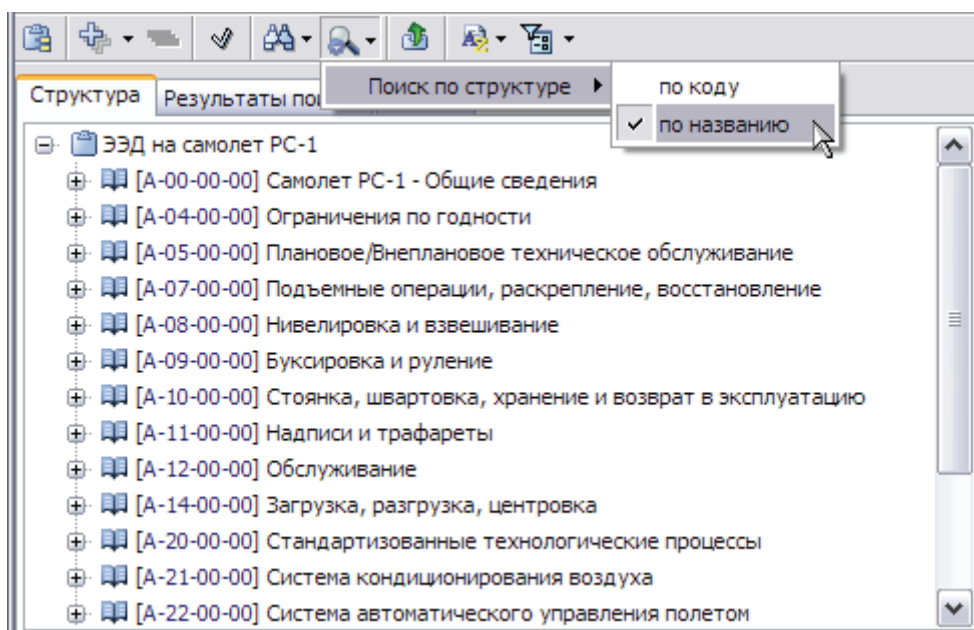 Поиск по структуре
по коду
по названию
Структура
Результаты
ЭЭД на самолет РС-1
[A-00-00-00] Самолет РС-1 - Общие сведения
[A-04-00-00] Ограничения по годности
[A-05-00-00] Плановое/Внеплановое техническое обслуживание
[A-07-00-00] Подъемные операции, раскрепление, восстановление
[A-08-00-00] Нивелировка и взвешивание
[A-09-00-00] Буксировка и руление
[A-10-00-00] Стоянка, швартовка, хранение и возврат в эксплуатацию
[A-11-00-00] Надписи и трафареты
[A-12-00-00] Обслуживание
[A-14-00-00] Загрузка, разгрузка, центровка
[A-20-00-00] Стандартизованные технологические процессы
[A-21-00-00] Система кондиционирования воздуха
[A-22-00-00] Система автоматического управления полетом